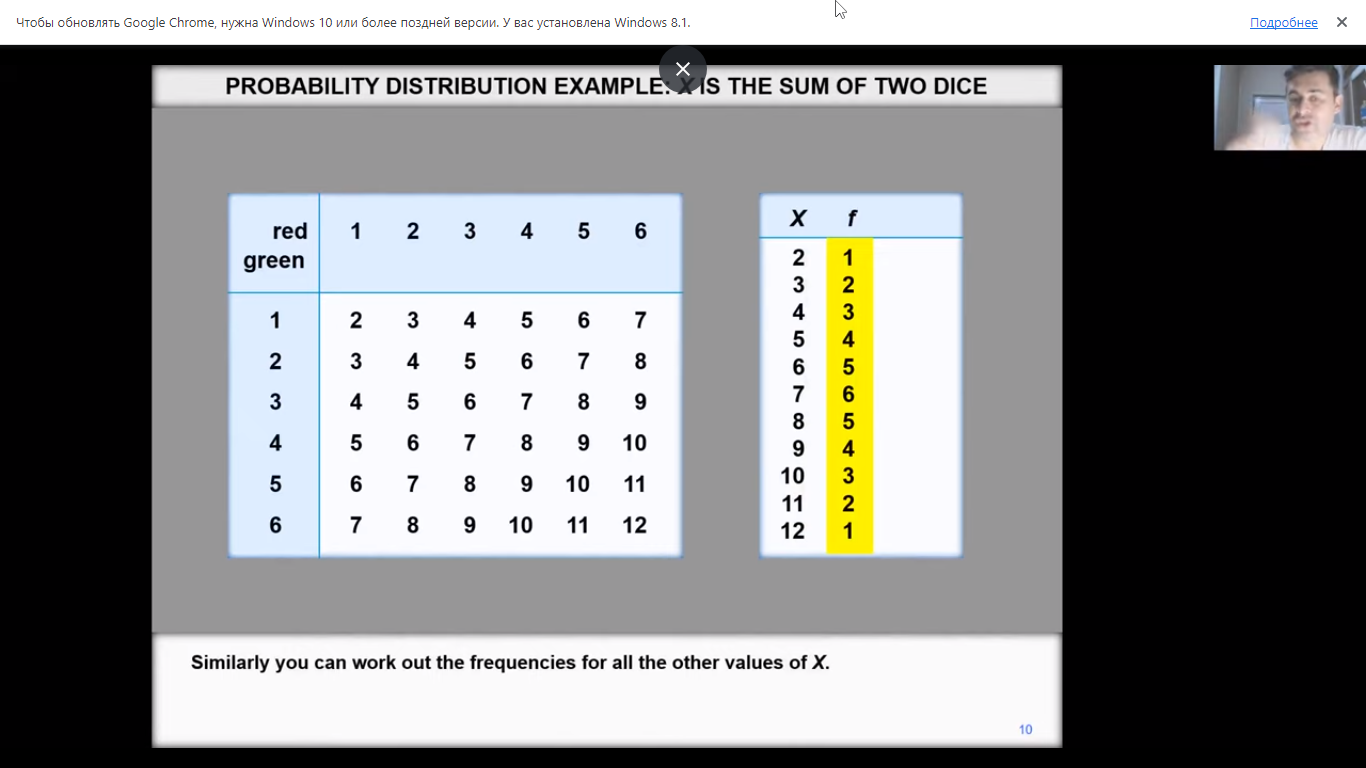 Чтобы обновлять Google Chrome, нужна Windows 10 или более поздней версии. У вас установлена Windows 8.1.
Подробнее
PROBABILITY DISTRIBUTION EXAMPLE: X IS THE SUM OF TWO DICE
red 1 2 3 4 5 6
green
1 2 3 4 5 6 7
2 3 4 5 6 7 8
3 4 5 6 7 8 9
4 5 6 7 8 9 10
5 6 7 8 9 10 11
6 7 8 9 10 11 12
X f
2 1
3 2
4 3
5 4
6 5
7 6
8 5
9 4
10 3
11 2
12 1
Similarly you can work out the frequencies for all the other values of X.
10